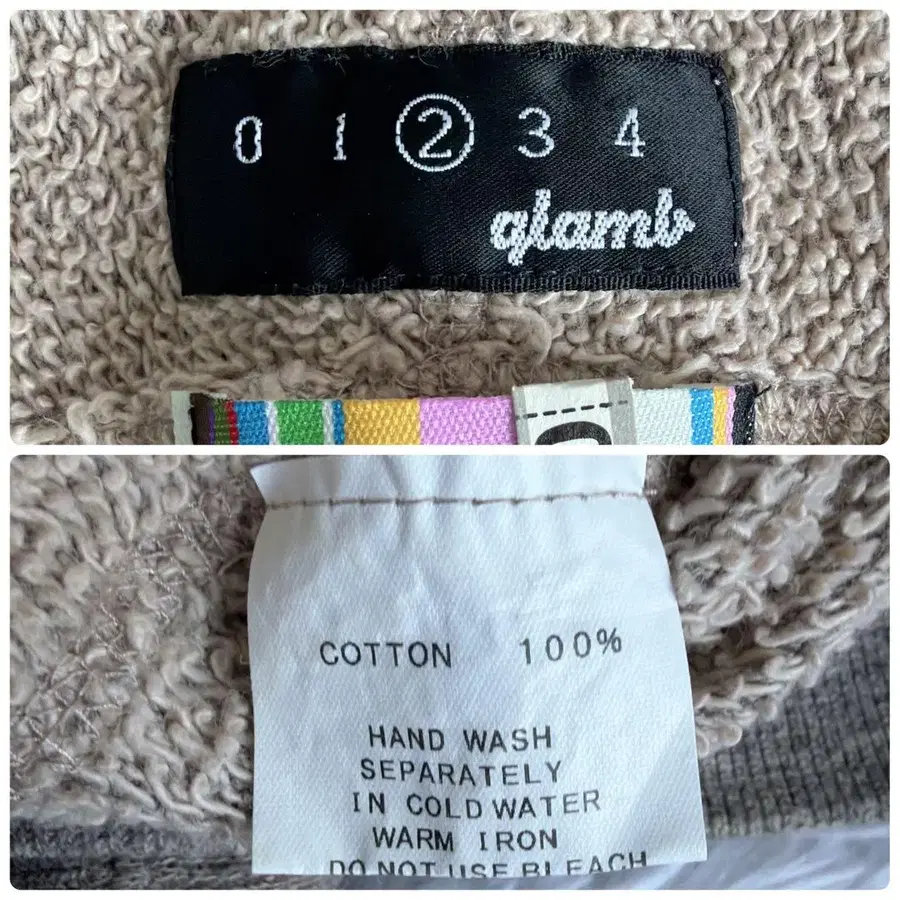 0 1 2 3 4
glamb
COTTON 100%
HAND WASH
SEPARATELY
IN COLD WATER
WARM IRON
DO NOT USE BLEACH